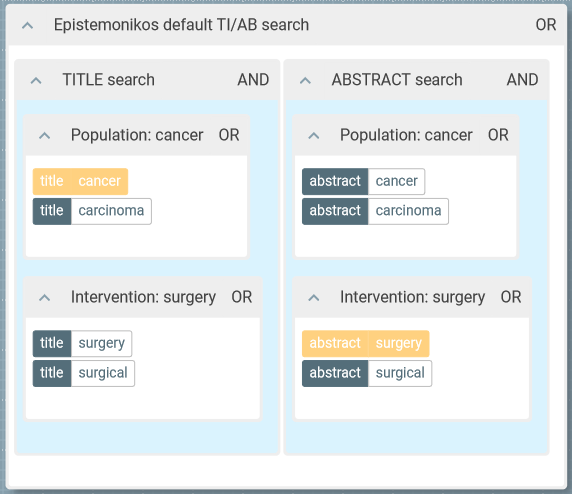 Epistemonikos default TI/AB search OR
TITLE search AND
Population: cancer OR
title cancer
title carcinoma
Intervention: surgery OR
title surgery
title surgical
ABSTRACT search AND
Population: cancer OR
abstract cancer
abstract carcinoma
Intervention: surgery OR
abstract surgery
abstract surgical